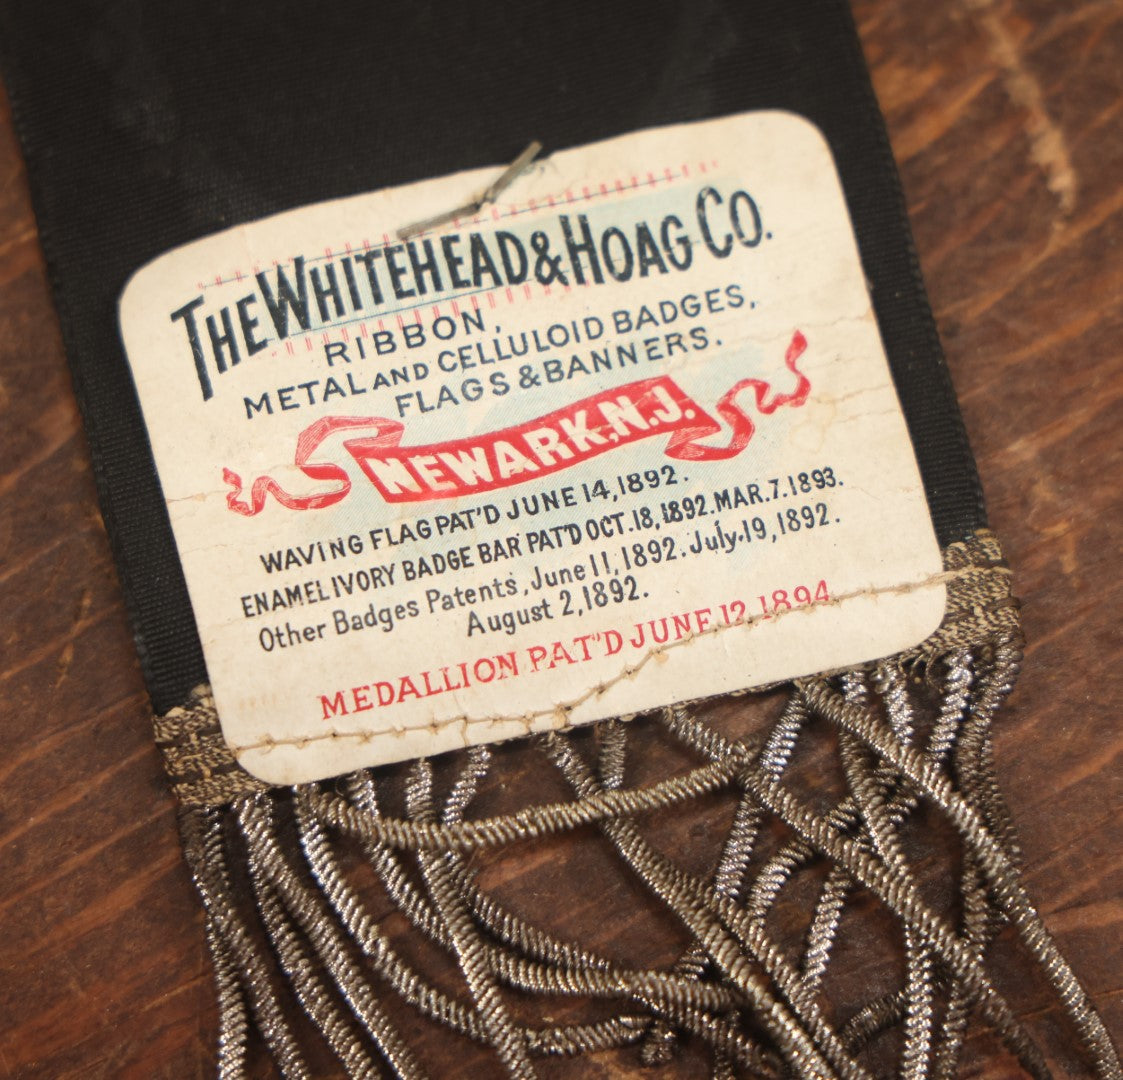 THE WHITEHEAD & HOAG CO.
RIBBON,
METAL AND CELLULOID BADGES,
FLAGS & BANNERS.
NEWARK, N.J.
WAVING FLAG PAT'D JUNE 14, 1892.
ENAMEL IVORY BADGE BAR PAT'D OCT. 18, 1892. MAR. 7. 1893.
Other Badges Patents, June 11, 1892. July. 19, 1892.
August 2, 1892.
MEDALLION PAT'D JUNE 12, 1894